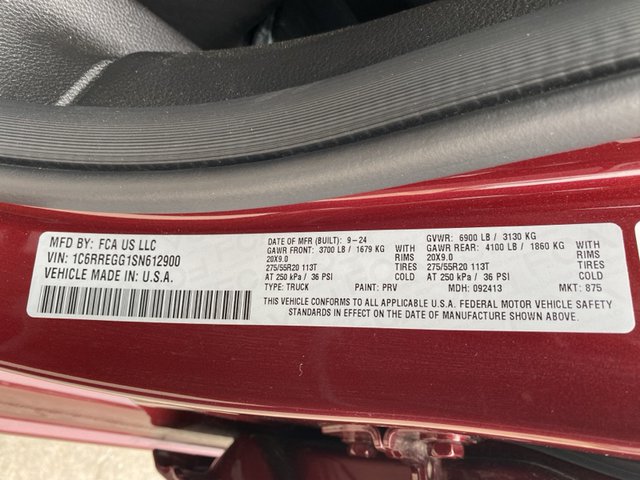 MFD BY: FCA US LLC
VIN: 1C6RREGG1SN612900
VEHICLE MADE IN U.S.A.
DATE OF MFR (BUILT): 9-24
GAWR FRONT: 3700 LB / 1679 KG WITH
20X9.0 RIMS
275/55R20 113T
AT 250 kPa / 36 PSI COLD
TYPE: TRUCK PAINT: PRV
GVWR: 6900 LB / 3130 KG
GAWR REAR: 4100 LB / 1860 KG WITH
20X9.0 RIMS
275/55R20 113T
AT 250 kPa / 36 PSI COLD
MDH: 092413 MKT: 875
THIS VEHICLE CONFORMS TO ALL APPLICABLE U.S.A. FEDERAL MOTOR VEHICLE SAFETY
STANDARDS IN EFFECT ON THE DATE OF MANUFACTURE SHOWN ABOVE.